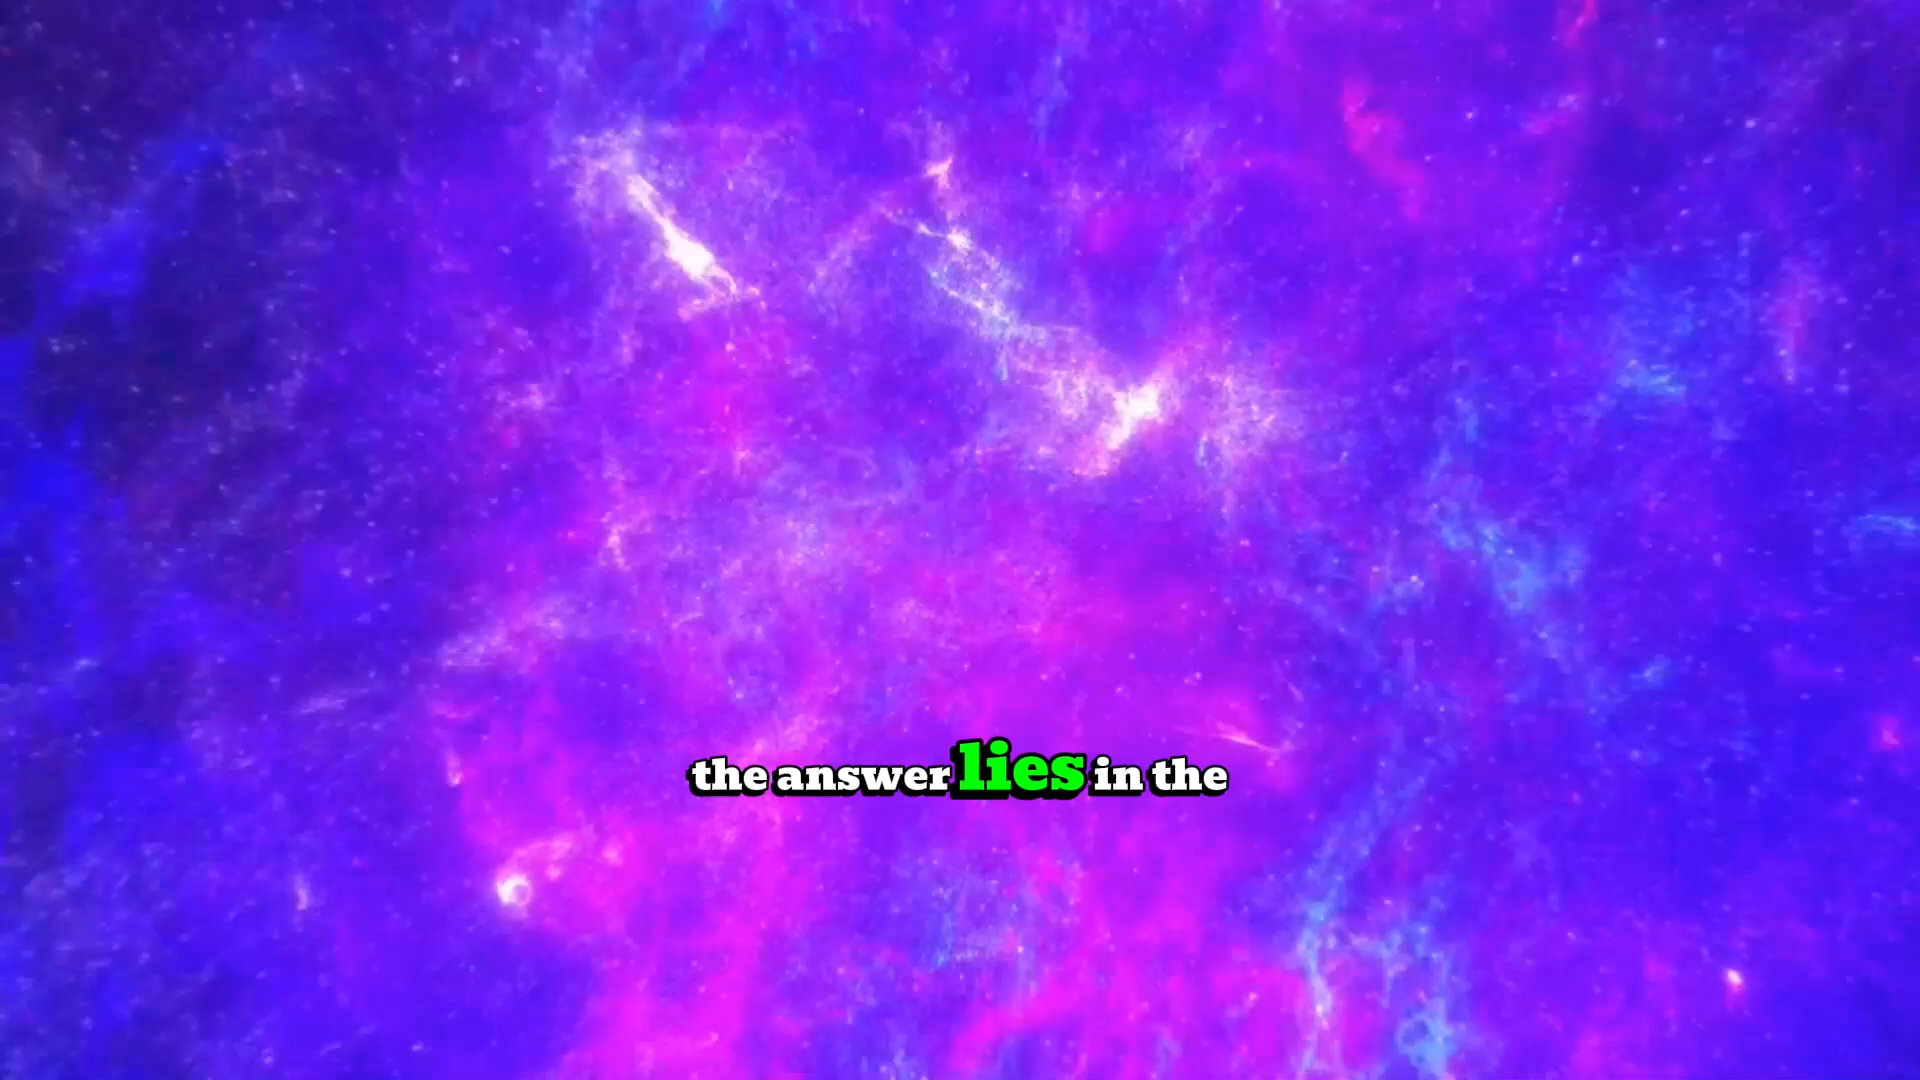 the answer lies in the